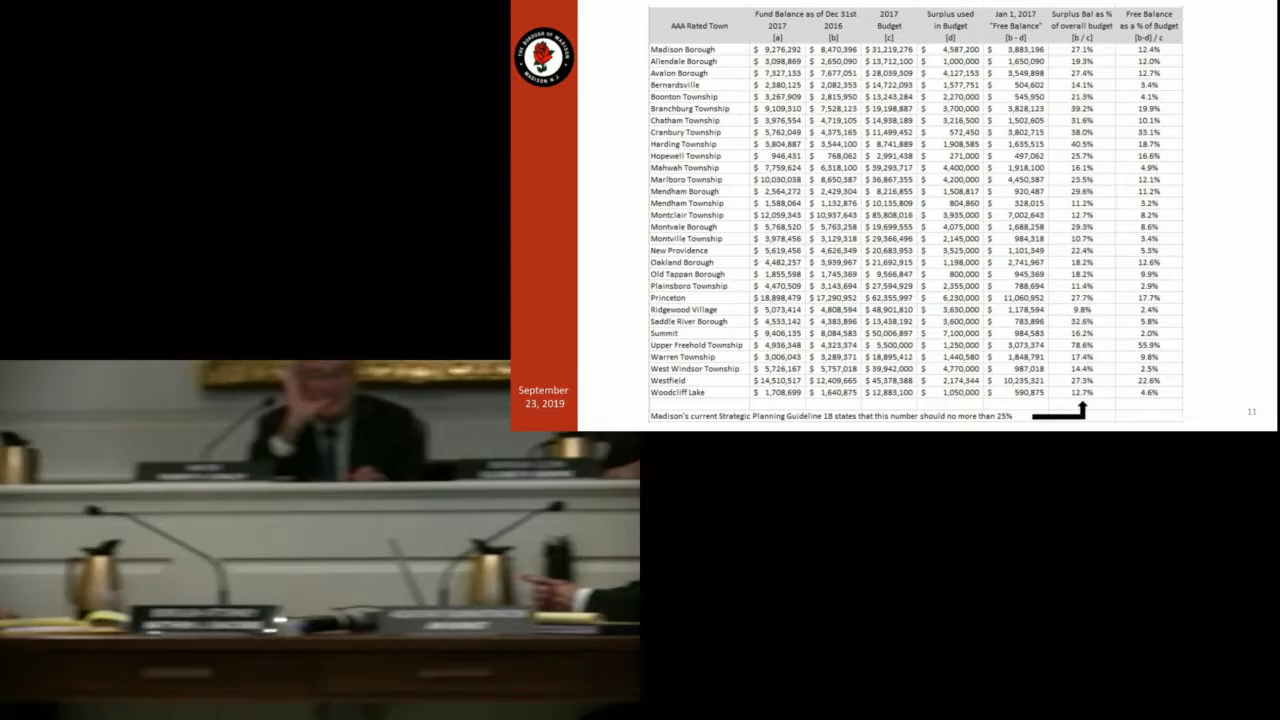 THE BOROUGH OF MADISON
MADISON N.J.
September
23, 2019
Fund Balance as of Dec 31st 2017 Surplus used Jan 1, 2017 Surplus Bal as % Free Balance
AAA Rated Town 2017 2016 Budget in Budget "Free Balance" of overall budget as a % of Budget
[a] [b] [c] [d] [b - d] [b / c] [b-d] / c
Madison Borough $ 9,276,292 $ 8,470,396 $ 31,219,276 $ 4,587,200 $ 3,883,196 27.1% 12.4%
Allendale Borough $ 3,098,869 $ 2,650,090 $ 13,712,100 $ 1,000,000 $ 1,650,090 19.3% 12.0%
Avalon Borough $ 7,327,133 $ 7,677,051 $ 28,039,309 $ 4,127,153 $ 3,549,898 27.4% 12.7%
Bernardsville $ 2,380,125 $ 2,082,353 $ 14,722,093 $ 1,577,751 $ 504,602 14.1% 3.4%
Boonton Township $ 3,267,909 $ 2,815,950 $ 13,243,284 $ 2,270,000 $ 545,950 21.3% 4.1%
Branchburg Township $ 9,109,310 $ 7,528,123 $ 19,198,887 $ 3,700,000 $ 3,828,123 39.2% 19.9%
Chatham Township $ 3,976,554 $ 4,719,105 $ 14,938,189 $ 3,216,500 $ 1,502,605 31.6% 10.1%
Cranbury Township $ 5,762,049 $ 4,375,165 $ 11,499,452 $ 572,450 $ 3,802,715 38.0% 33.1%
Harding Township $ 3,804,887 $ 3,544,100 $ 8,741,889 $ 1,908,585 $ 1,635,515 40.5% 18.7%
Hopewell Township $ 946,431 $ 768,062 $ 2,991,438 $ 271,000 $ 497,062 25.7% 16.6%
Mahwah Township $ 7,759,624 $ 6,318,100 $ 39,293,717 $ 4,400,000 $ 1,918,100 16.1% 4.9%
Marlboro Township $ 10,030,038 $ 8,650,387 $ 36,867,355 $ 4,200,000 $ 4,450,387 23.5% 12.1%
Mendham Borough $ 2,564,272 $ 2,429,304 $ 8,216,855 $ 1,508,817 $ 920,487 29.6% 11.2%
Mendham Township $ 1,588,064 $ 1,132,876 $ 10,135,809 $ 804,860 $ 328,015 11.2% 3.2%
Montclair Township $ 12,059,343 $ 10,937,643 $ 85,808,016 $ 3,935,000 $ 7,002,643 12.7% 8.2%
Montvale Borough $ 5,768,520 $ 5,763,258 $ 19,699,555 $ 4,075,000 $ 1,688,258 29.3% 8.6%
Montville Township $ 3,978,456 $ 3,129,318 $ 29,366,496 $ 2,145,000 $ 984,318 10.7% 3.4%
New Providence $ 5,619,456 $ 4,626,349 $ 20,683,953 $ 3,525,000 $ 1,101,349 22.4% 5.3%
Oakland Borough $ 4,482,257 $ 3,939,967 $ 21,692,915 $ 1,198,000 $ 2,741,967 18.2% 12.6%
Old Tappan Borough $ 1,855,598 $ 1,745,369 $ 9,566,847 $ 800,000 $ 945,369 18.2% 9.9%
Plainsboro Township $ 4,470,509 $ 3,143,694 $ 27,594,929 $ 2,355,000 $ 788,694 11.4% 2.9%
Princeton $ 18,898,479 $ 17,290,952 $ 62,355,997 $ 6,230,000 $ 11,060,952 27.7% 17.7%
Ridgewood Village $ 5,073,414 $ 4,808,594 $ 48,901,810 $ 3,630,000 $ 1,178,594 9.8% 2.4%
Saddle River Borough $ 4,533,142 $ 4,383,896 $ 13,438,192 $ 3,600,000 $ 783,896 32.6% 5.8%
Summit $ 9,406,135 $ 8,084,583 $ 50,006,897 $ 7,100,000 $ 984,583 16.2% 2.0%
Upper Freehold Township $ 4,936,348 $ 4,323,374 $ 5,500,000 $ 1,250,000 $ 3,073,374 78.6% 55.9%
Warren Township $ 3,006,043 $ 3,289,371 $ 18,895,412 $ 1,440,580 $ 1,848,791 17.4% 9.8%
West Windsor Township $ 5,726,167 $ 5,757,018 $ 39,942,000 $ 4,770,000 $ 987,018 14.4% 2.5%
Westfield $ 14,510,517 $ 12,409,665 $ 45,378,388 $ 2,174,344 $ 10,235,321 27.3% 22.6%
Woodcliff Lake $ 1,708,699 $ 1,640,875 $ 12,883,100 $ 1,050,000 $ 590,875 12.7% 4.6%
Madison's current Strategic Planning Guideline 1B states that this number should no more than 25%
11